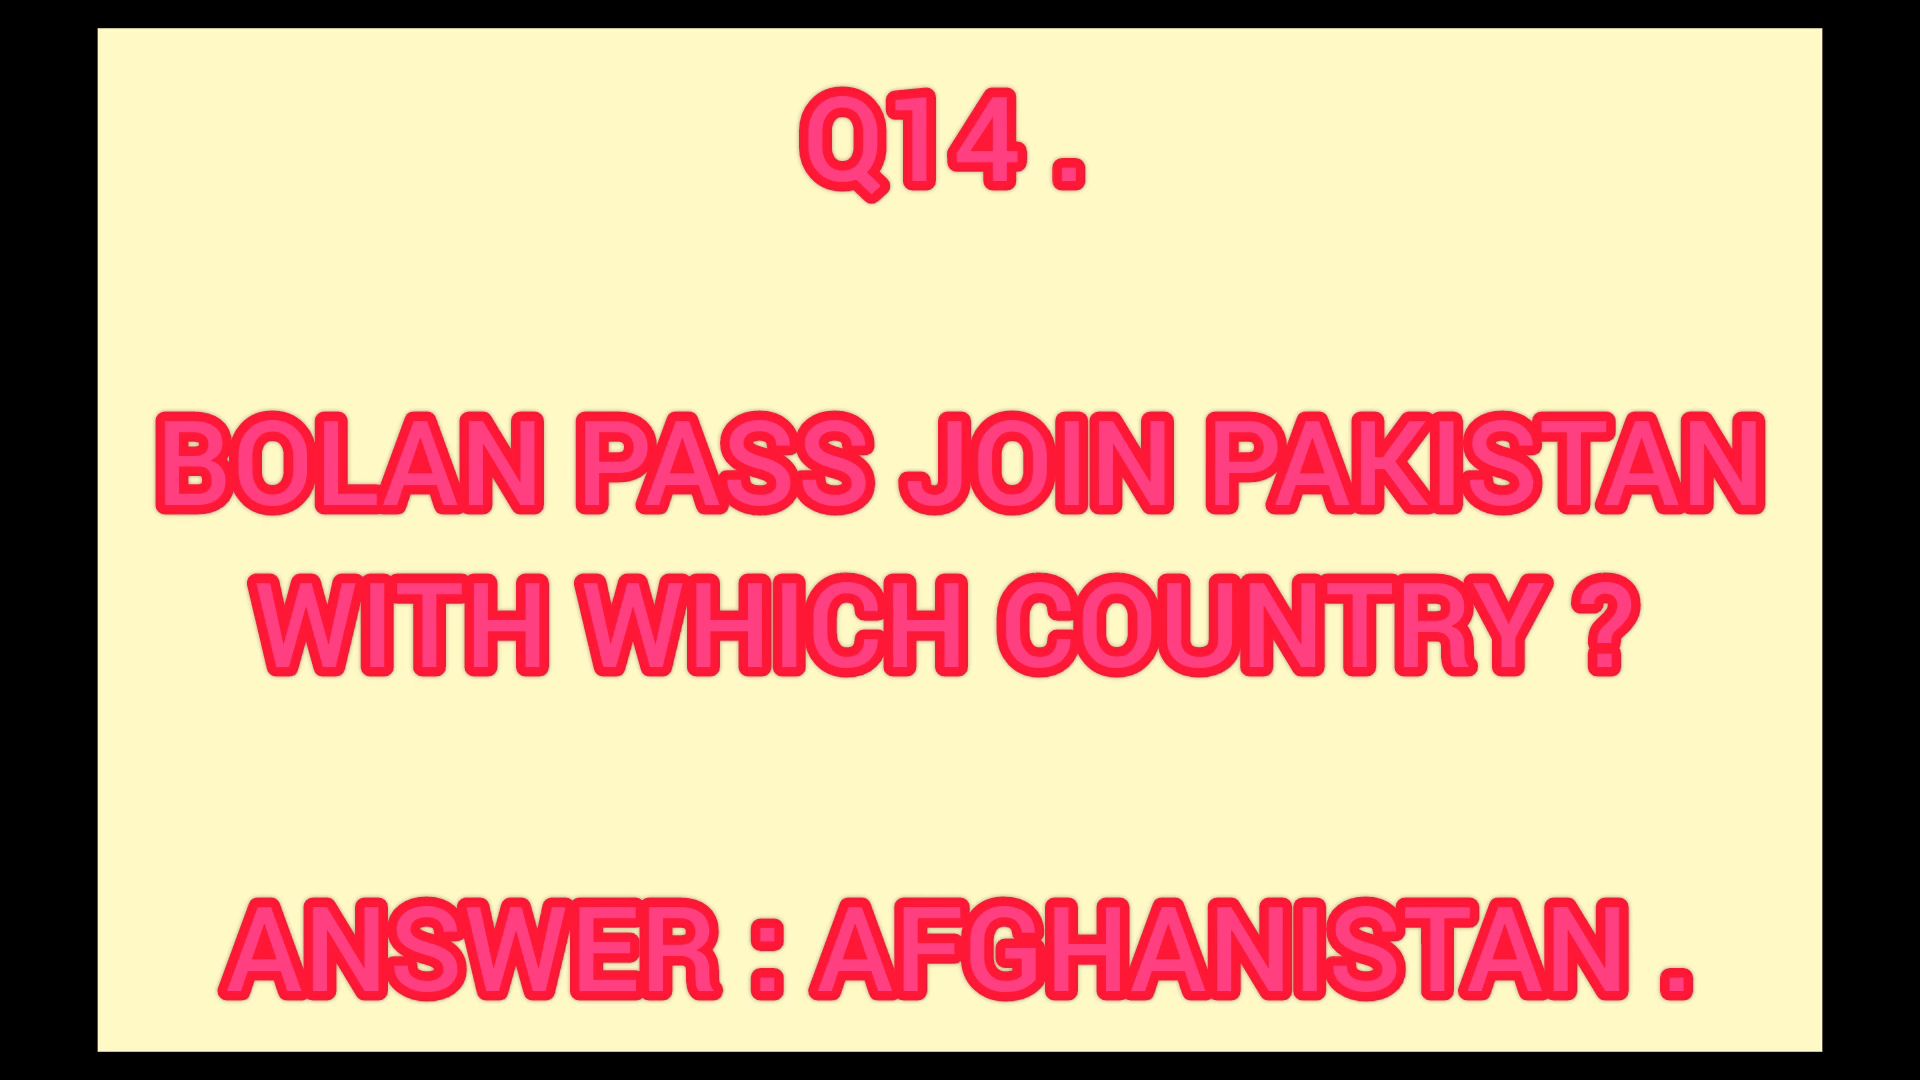 Q14 .
BOLAN PASS JOIN PAKISTAN
WITH WHICH COUNTRY ?
ANSWER : AFGHANISTAN .